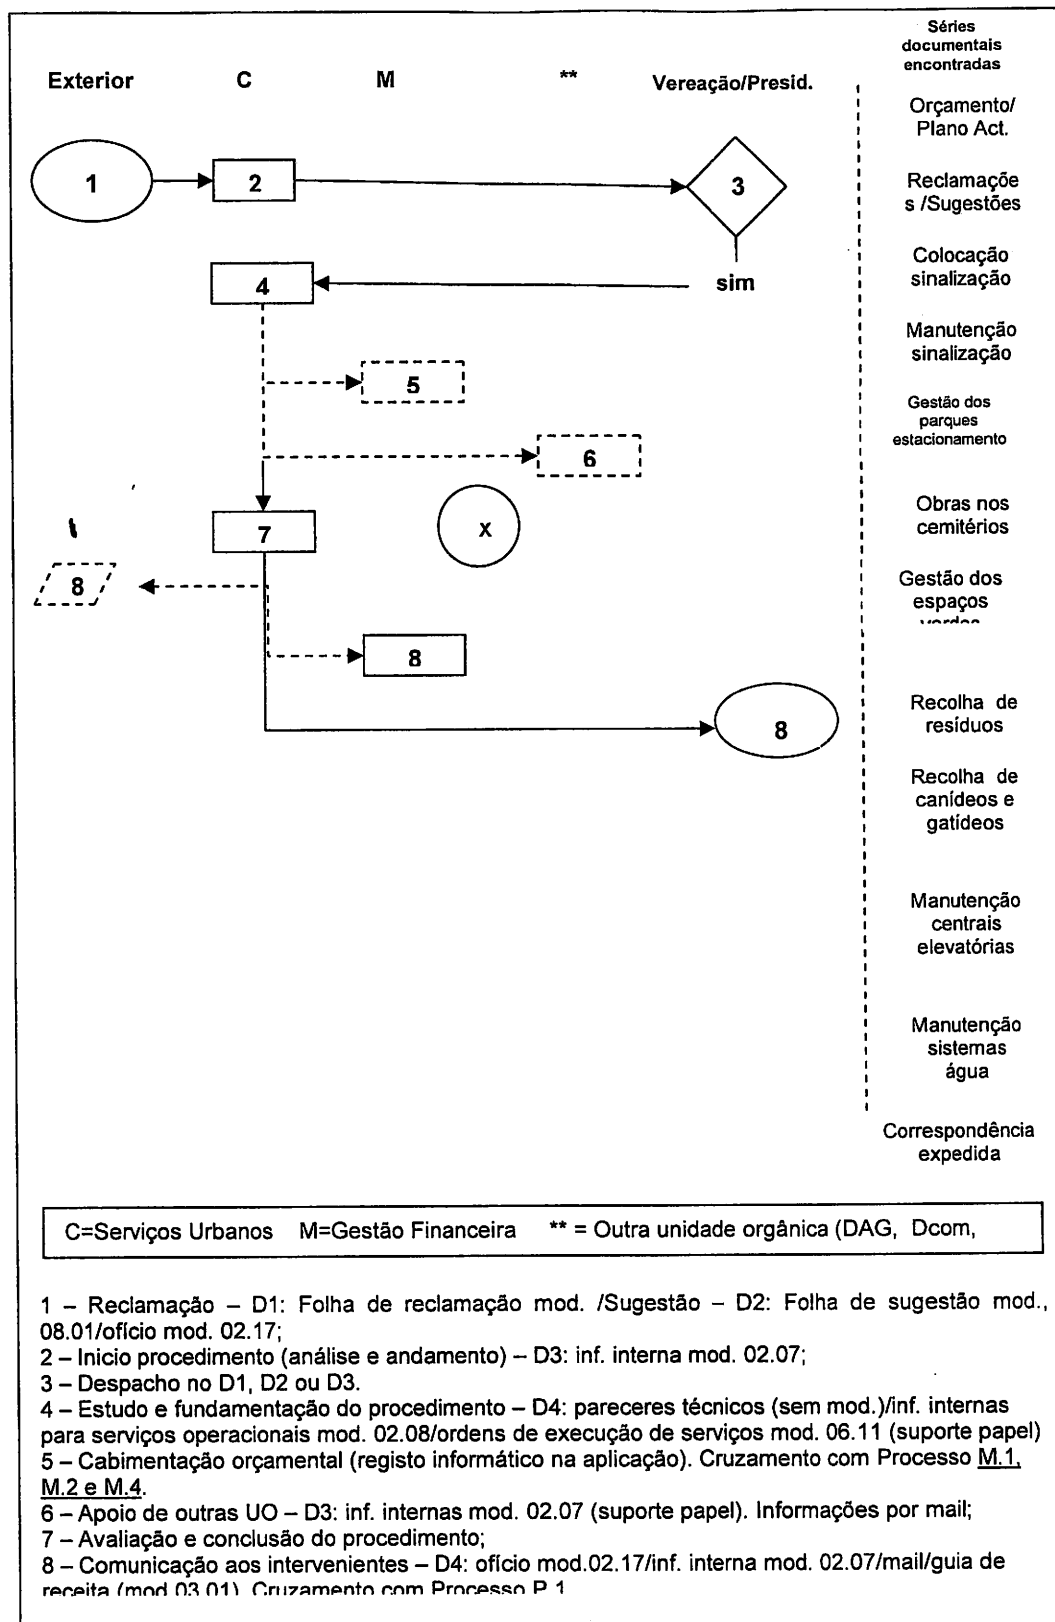 Séries
documentais
encontradas
Exterior C M ** Vereação/Presid.
Orçamento/
Plano Act.
1 2 3
Reclamaçõe
s /Sugestões
4 sim
Colocação
sinalização
Manutenção
sinalização
5
Gestão dos
parques
estacionamento
6
7 x
Obras nos
cemitérios
8
Gestão dos
espaços
verdes
8
8
Recolha de
resíduos
Recolha de
canídeos e
gatídeos
Manutenção
centrais
elevatórias
Manutenção
sistemas
água
Correspondência
expedida
C=Serviços Urbanos M=Gestão Financeira ** = Outra unidade orgânica (DAG, Dcom,
1 – Reclamação – D1: Folha de reclamação mod. /Sugestão – D2: Folha de sugestão mod.,
08.01/ofício mod. 02.17;
2 – Inicio procedimento (análise e andamento) – D3: inf. interna mod. 02.07;
3 – Despacho no D1, D2 ou D3.
4 – Estudo e fundamentação do procedimento – D4: pareceres técnicos (sem mod.)/inf. internas
para serviços operacionais mod. 02.08/ordens de execução de serviços mod. 06.11 (suporte papel)
5 – Cabimentação orçamental (registo informático na aplicação). Cruzamento com Processo M.1,
M.2 e M.4.
6 – Apoio de outras UO – D3: inf. internas mod. 02.07 (suporte papel). Informações por mail;
7 – Avaliação e conclusão do procedimento;
8 – Comunicação aos intervenientes – D4: ofício mod.02.17/inf. interna mod. 02.07/mail/guia de
receita (mod 03.01). Cruzamento com Processo P.1